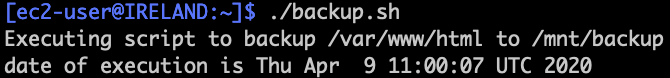 [ec2-user@IRELAND:~]$ ./backup.sh
Executing script to backup /var/www/html to /mnt/backup
date of execution is Thu Apr  9 11:00:07 UTC 2020